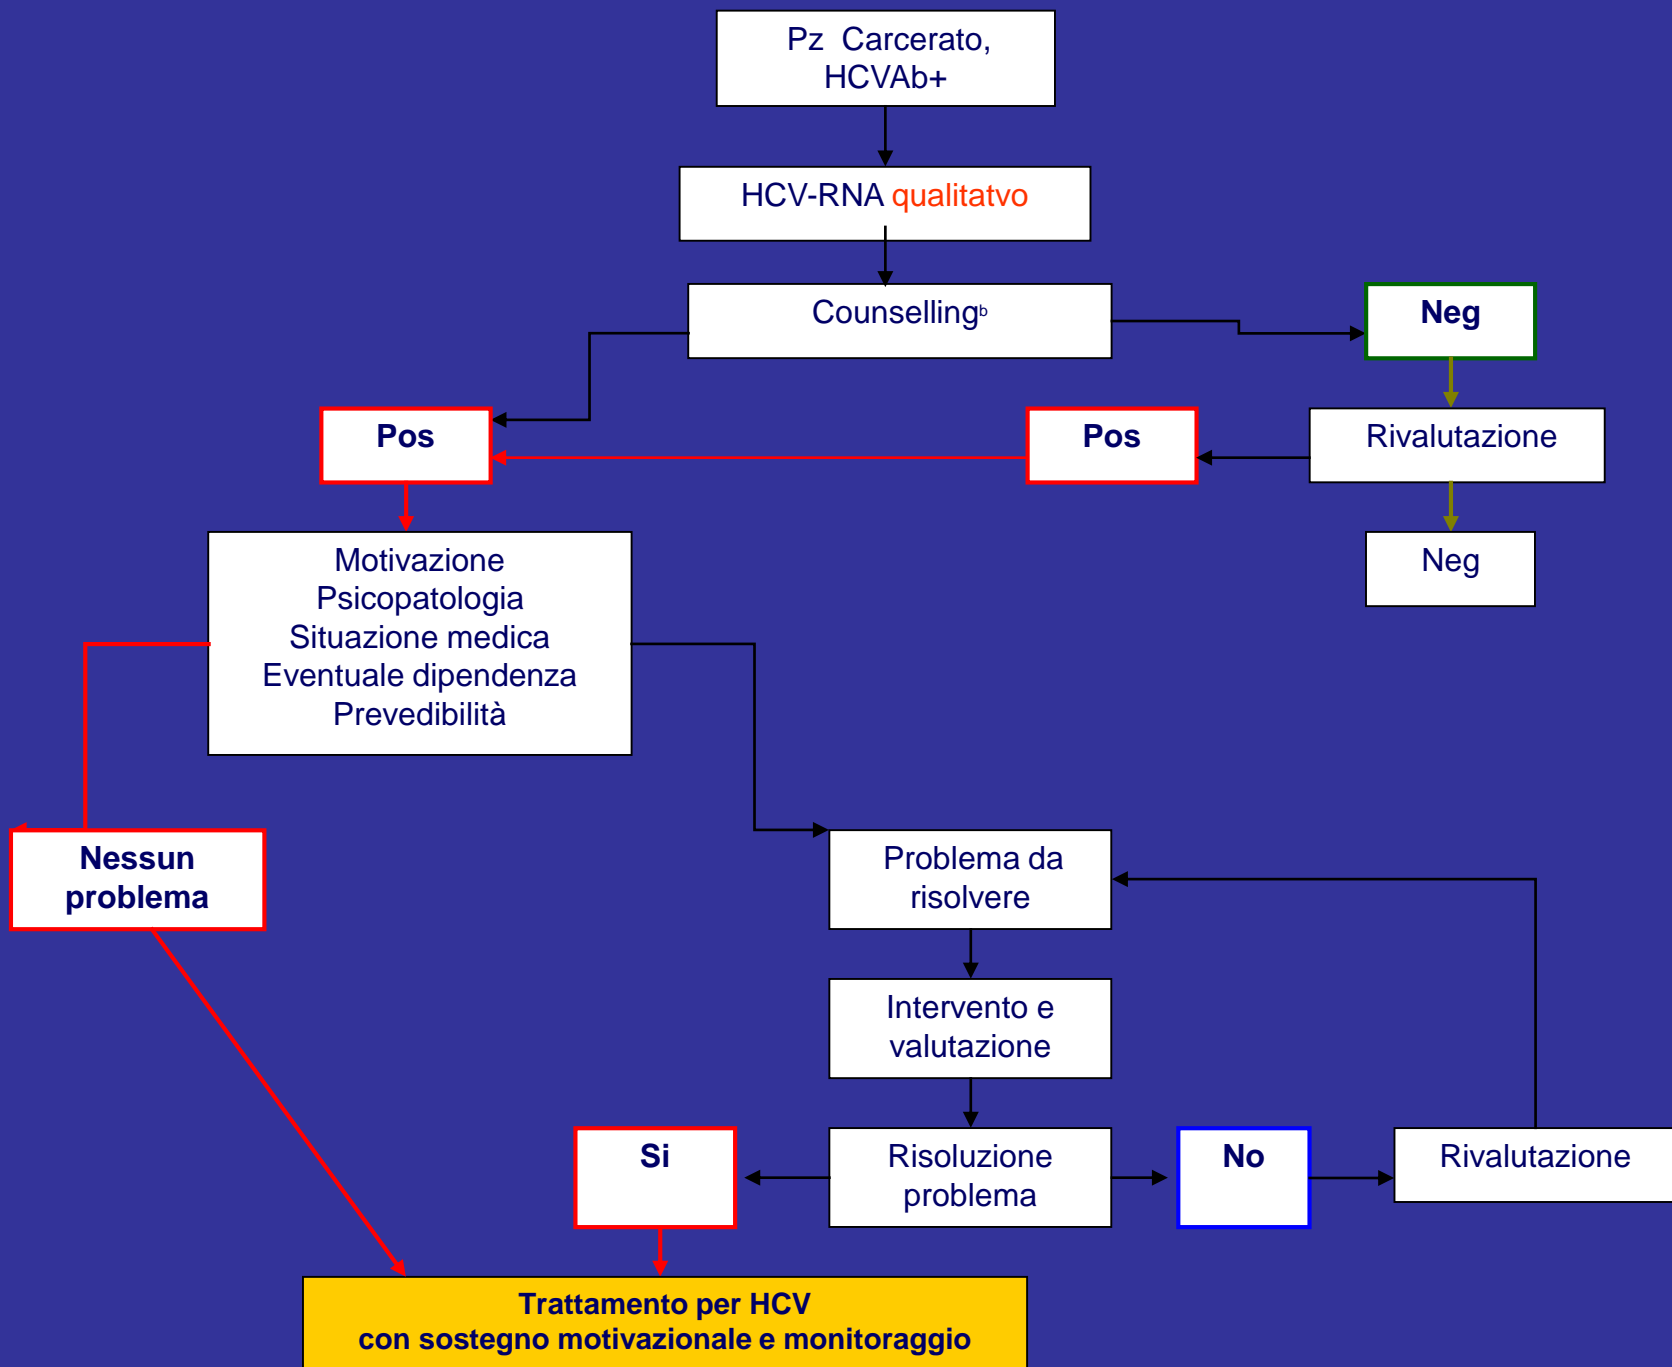 Pz Carcerato,
HCVAb+
HCV-RNA qualitatvo
Counsellingᵇ
Neg
Pos
Pos
Rivalutazione
Neg
Motivazione
Psicopatologia
Situazione medica
Eventuale dipendenza
Prevedibilità
Nessun
problema
Problema da
risolvere
Intervento e
valutazione
Si
Risoluzione
problema
No
Rivalutazione
Trattamento per HCV
con sostegno motivazionale e monitoraggio